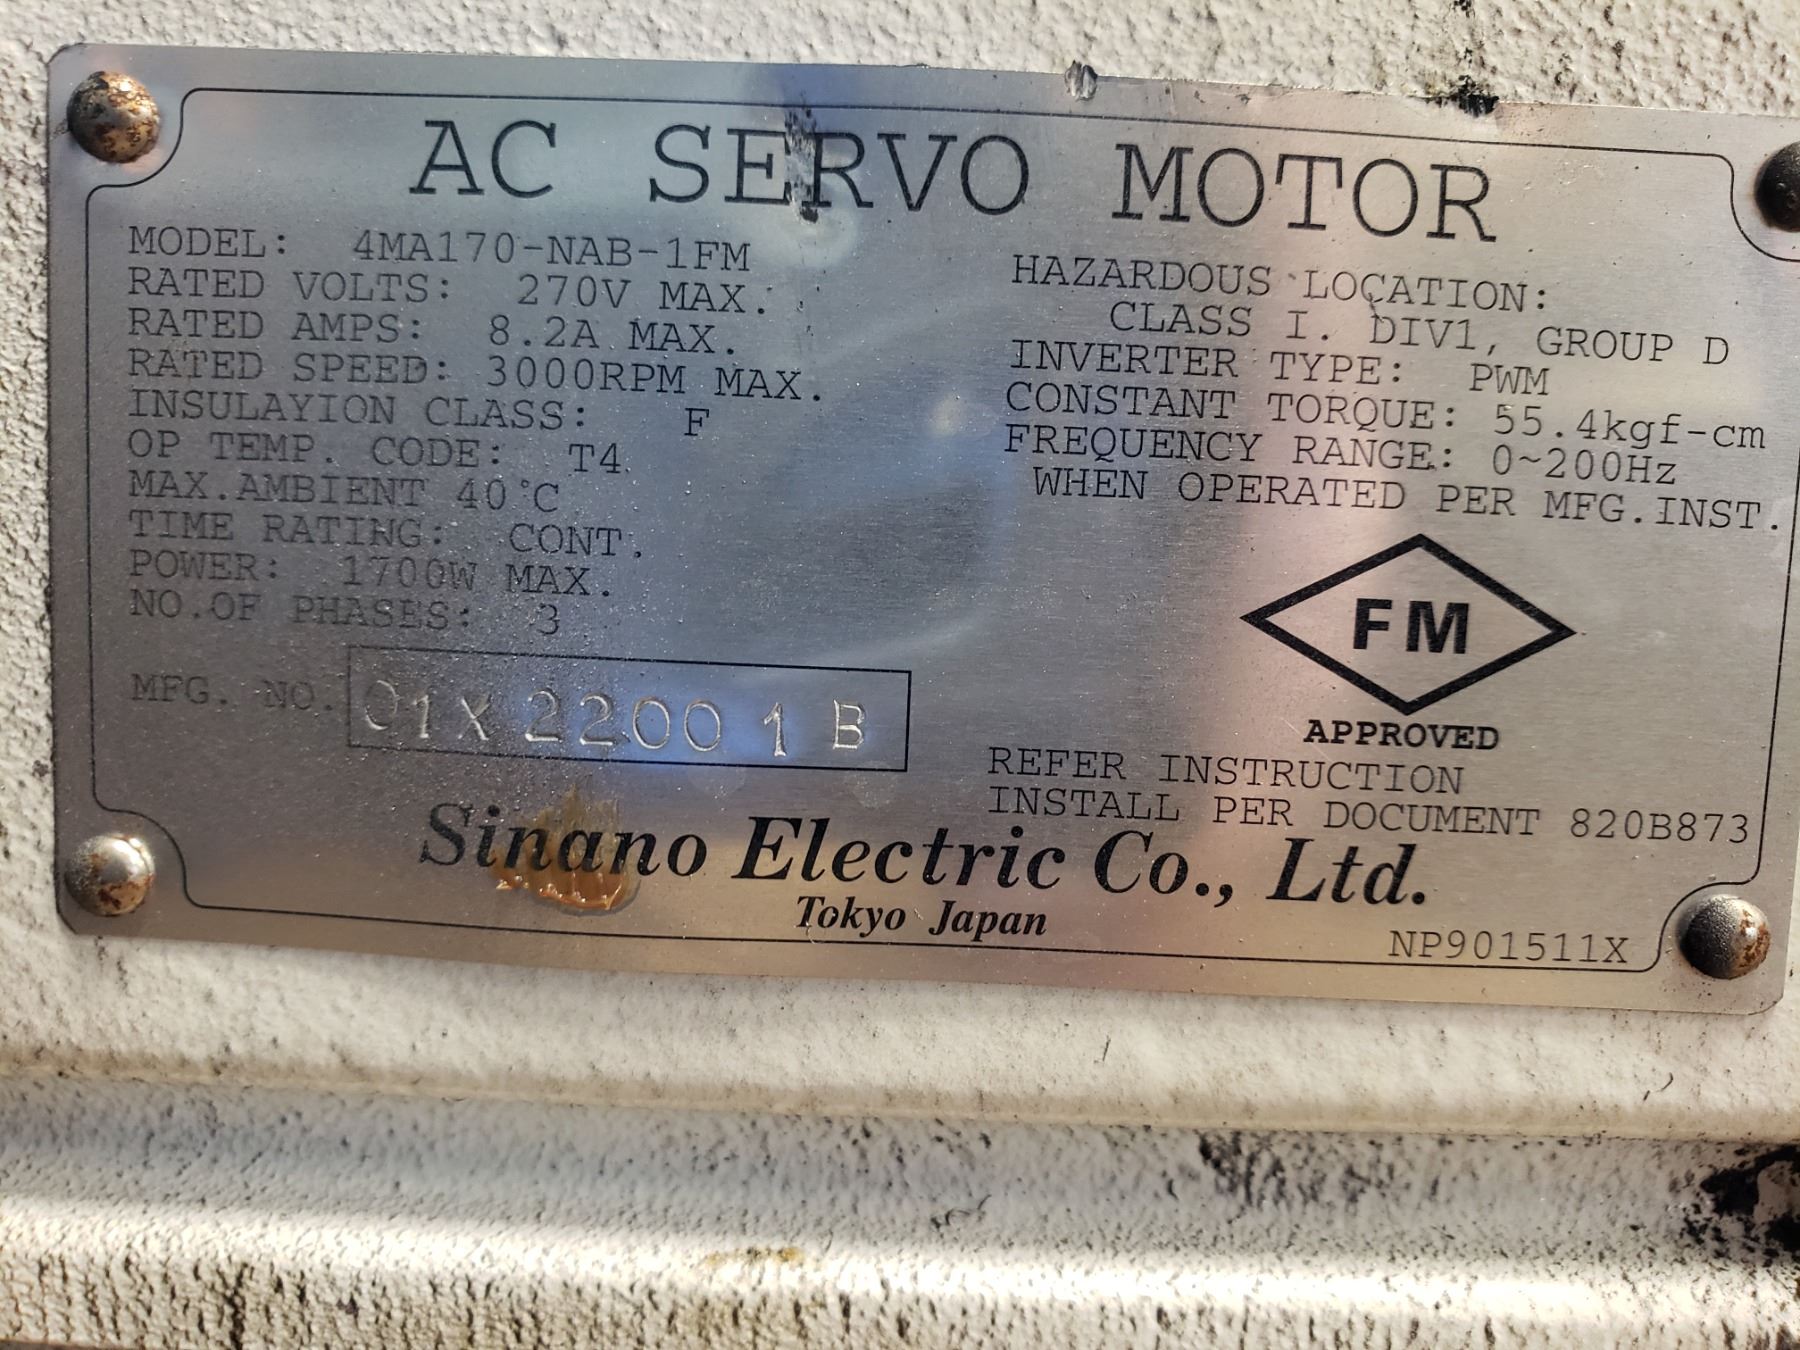 AC SERVO MOTOR
MODEL: 4MA170-NAB-1FM
RATED VOLTS: 270V MAX.
RATED AMPS: 8.2A MAX.
RATED SPEED: 3000RPM MAX.
INSULAYION CLASS: F
OP TEMP. CODE: T4
MAX.AMBIENT 40°C
TIME RATING: CONT.
POWER: 1700W MAX.
NO.OF PHASES: 3
MFG. NO. 01X22001B
HAZARDOUS LOCATION:
CLASS I. DIV1, GROUP D
INVERTER TYPE: PWM
CONSTANT TORQUE: 55.4kgf-cm
FREQUENCY RANGE: 0~200Hz
WHEN OPERATED PER MFG.INST.
FM
APPROVED
REFER INSTRUCTION
INSTALL PER DOCUMENT 820B873
Sinano Electric Co., Ltd.
Tokyo Japan
NP901511X